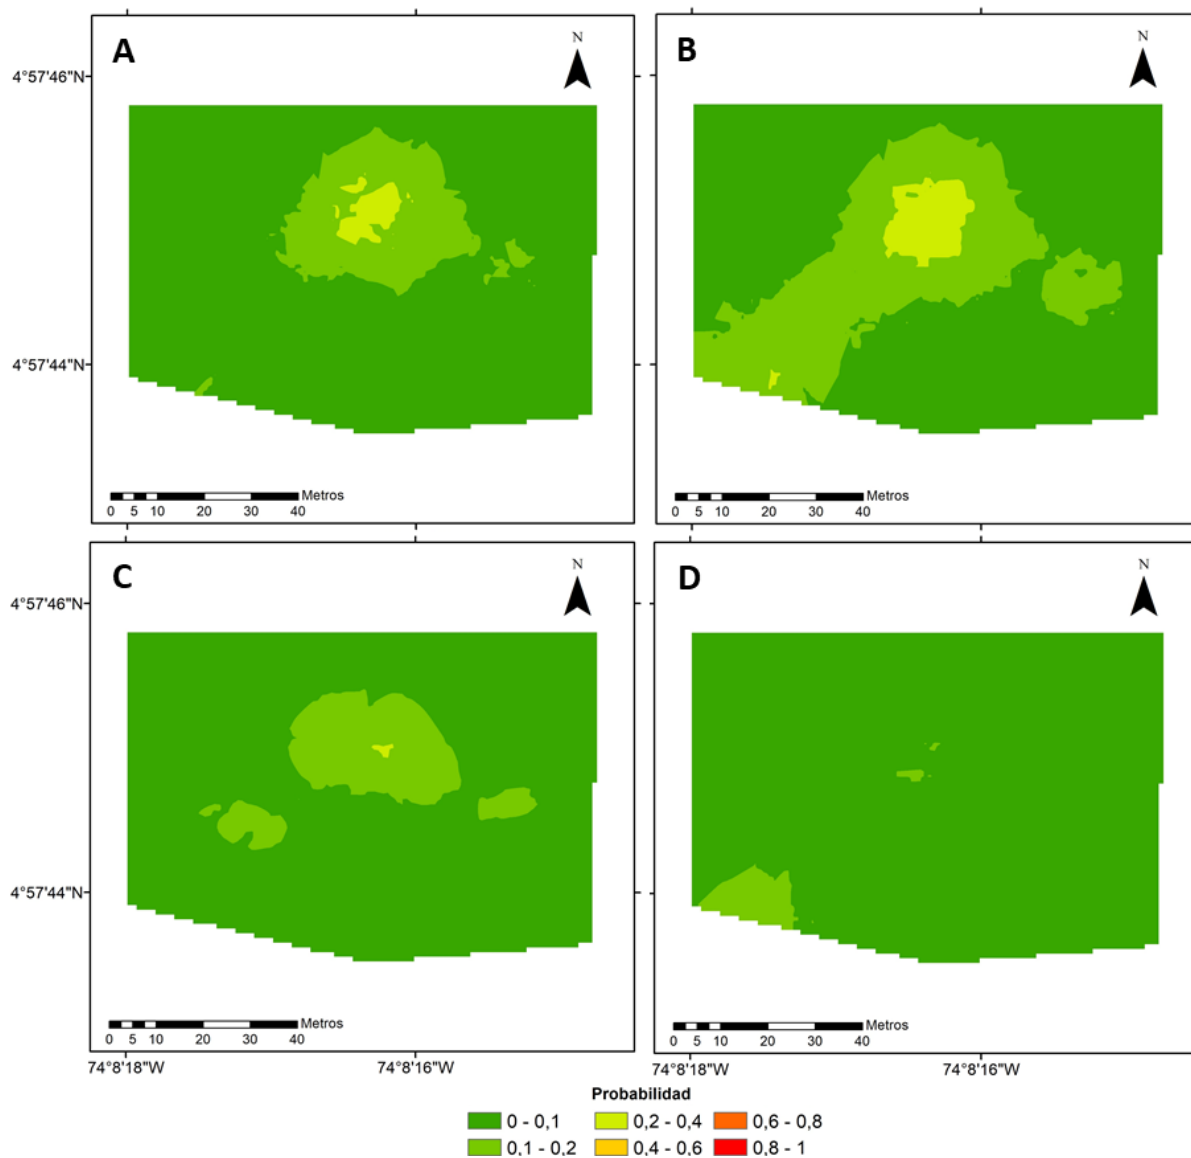 A
N
B
N
4°57'46"N
4°57'44"N
Metros
0 5 10 20 30 40
Metros
0 5 10 20 30 40
C
N
D
N
4°57'46"N
4°57'44"N
Metros
0 5 10 20 30 40
Metros
0 5 10 20 30 40
74°8'18"W
74°8'16"W
74°8'18"W
74°8'16"W
Probabilidad
0 - 0,1
0,2 - 0,4
0,6 - 0,8
0,1 - 0,2
0,4 - 0,6
0,8 - 1